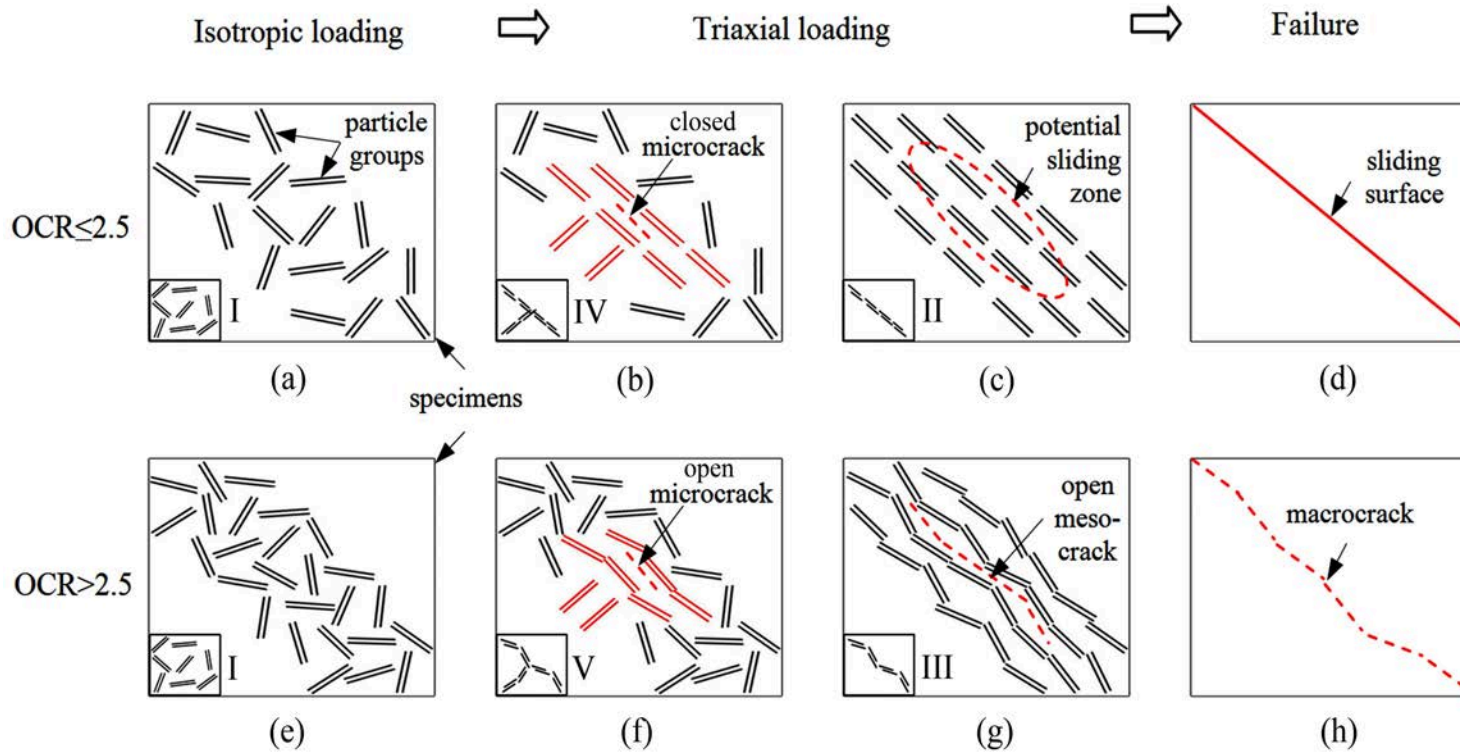 Isotropic loading
Triaxial loading
Failure
OCR≤2.5
particle
groups
I
closed
microcrack
IV
potential
sliding
zone
II
sliding
surface
(a)
(b)
(c)
(d)
specimens
OCR>2.5
I
open
microcrack
V
open
meso-
crack
III
macrocrack
(e)
(f)
(g)
(h)